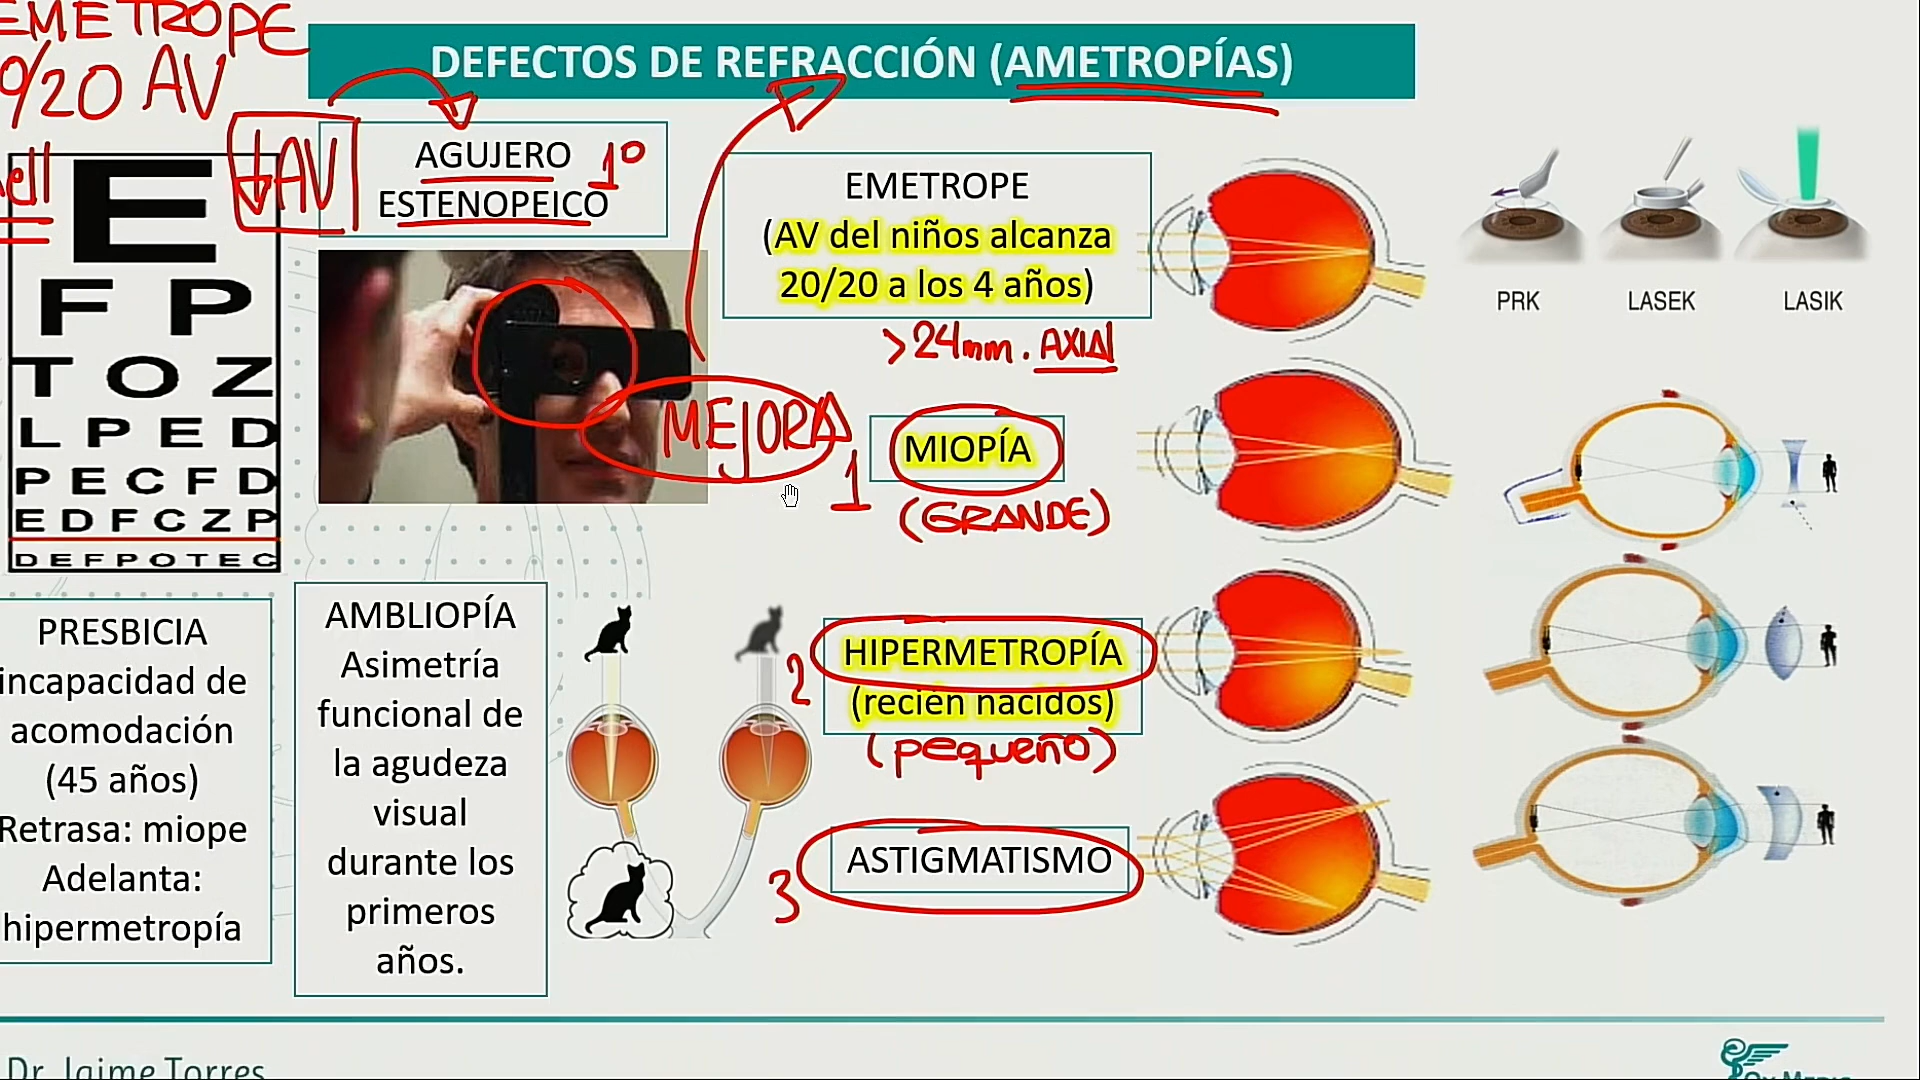 EMETROPE
/20 AV
ell
DEFECTOS DE REFRACCIÓN (AMETROPÍAS)
↓AV
AGUJERO 1º
ESTENOPEICO
E
F P
T O Z
L P E D
P E C F D
E D F C Z P
D E F P O T E C
MEJORA
EMETROPE
(AV del niños alcanza
20/20 a los 4 años)
>24mm. AXIAL
1
MIOPÍA
(GRANDE)
2
HIPERMETROPÍA
(recién nacidos)
(pequeño)
3
ASTIGMATISMO
PRK
LASEK
LASIK
PRESBICIA
incapacidad de
acomodación
(45 años)
Retrasa: miope
Adelanta:
hipermetropía
AMBLIOPÍA
Asimetría
funcional de
la agudeza
visual
durante los
primeros
años.
Dr. Jaime Torres